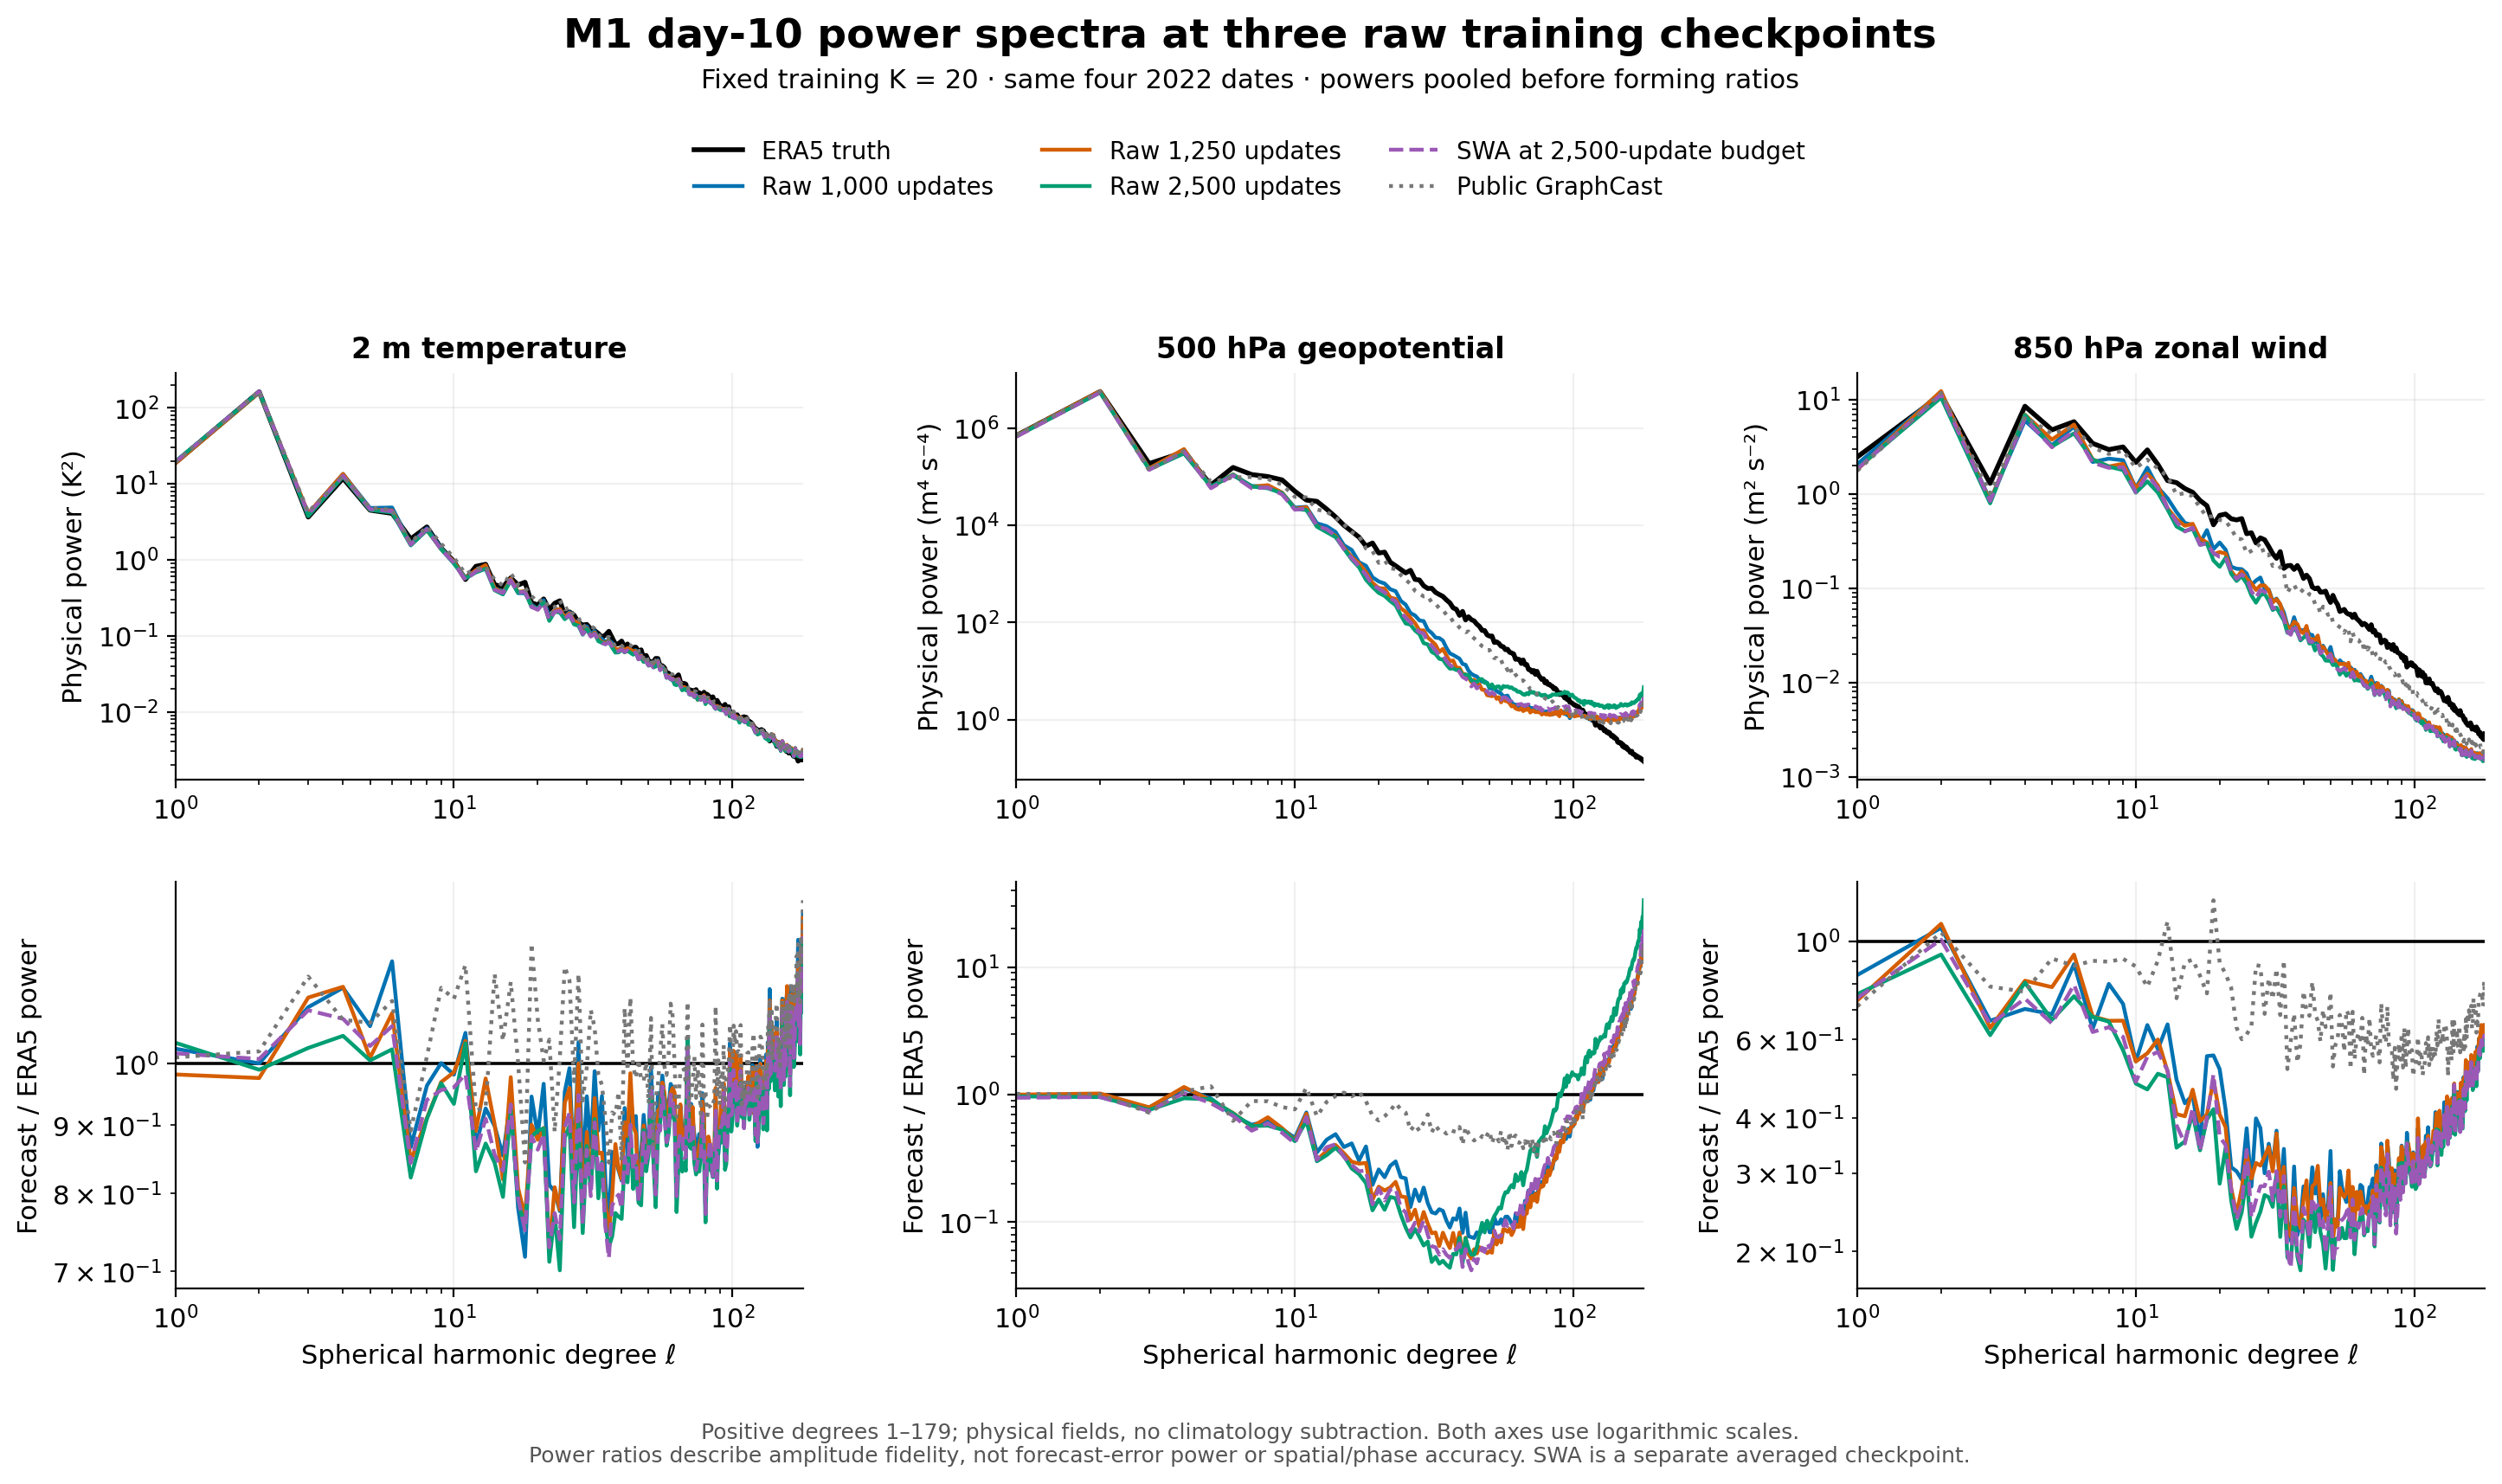 M1 day-10 power spectra at three raw training checkpoints
Fixed training K = 20 · same four 2022 dates · powers pooled before forming ratios
ERA5 truth
Raw 1,000 updates
Raw 1,250 updates
Raw 2,500 updates
SWA at 2,500-update budget
Public GraphCast
2 m temperature
Physical power (K²)
10²
10¹
10⁰
10⁻¹
10⁻²
10⁰
10¹
10²
500 hPa geopotential
Physical power (m⁴ s⁻⁴)
10⁶
10⁴
10²
10⁰
10⁰
10¹
10²
850 hPa zonal wind
Physical power (m² s⁻²)
10¹
10⁰
10⁻¹
10⁻²
10⁻³
10⁰
10¹
10²
Forecast / ERA5 power
10⁰
9 × 10⁻¹
8 × 10⁻¹
7 × 10⁻¹
10⁰
10¹
10²
Spherical harmonic degree ℓ
Forecast / ERA5 power
10¹
10⁰
10⁻¹
10⁰
10¹
10²
Spherical harmonic degree ℓ
Forecast / ERA5 power
10⁰
6 × 10⁻¹
4 × 10⁻¹
3 × 10⁻¹
2 × 10⁻¹
10⁰
10¹
10²
Spherical harmonic degree ℓ
Positive degrees 1–179; physical fields, no climatology subtraction. Both axes use logarithmic scales.
Power ratios describe amplitude fidelity, not forecast-error power or spatial/phase accuracy. SWA is a separate averaged checkpoint.